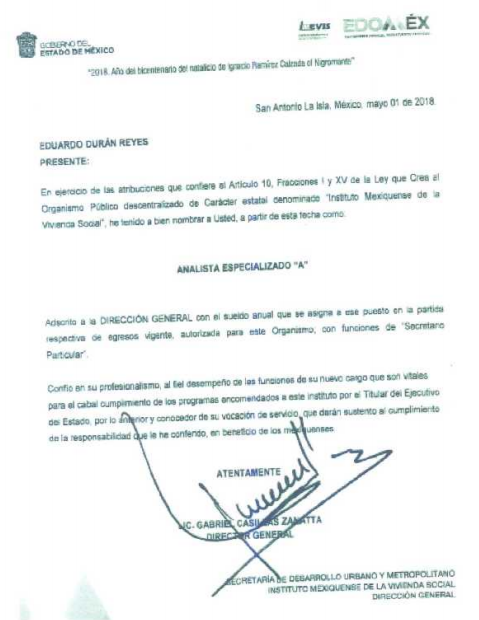 GOBIERNO DEL
ESTADO DE MÉXICO
IMEVIS
EDOMÉX
"2018. Año del bicentenario del natalicio de Ignacio Ramírez Calzada el Nigromante"
San Antonio La Isla, México, mayo 01 de 2018.
EDUARDO DURÁN REYES
PRESENTE:
En ejercicio de las atribuciones que confiere el Artículo 10, Fracciones I y XV de la Ley que Crea el
Organismo Público descentralizado de Carácter estatal denominado "Instituto Mexiquense de la
Vivienda Social", he tenido a bien nombrar a Usted, a partir de esta fecha como:
ANALISTA ESPECIALIZADO "A"
Adscrito a la DIRECCIÓN GENERAL con el sueldo anual que se asigna a ese puesto en la partida
respectiva de egresos vigente, autorizada para este Organismo, con funciones de "Secretario
Particular".
Confío en su profesionalismo, al fiel desempeño de las funciones de su nuevo cargo que son vitales
para el cabal cumplimiento de los programas encomendados a este instituto por el Titular del Ejecutivo
del Estado, por lo anterior y conocedor de su vocación de servicio, que darán sustento al cumplimiento
de la responsabilidad que le he conferido, en beneficio de los mexiquenses.
ATENTAMENTE
LIC. GABRIEL CASILLAS ZANATTA
DIRECTOR GENERAL
SECRETARÍA DE DESARROLLO URBANO Y METROPOLITANO
INSTITUTO MEXIQUENSE DE LA VIVIENDA SOCIAL
DIRECCIÓN GENERAL